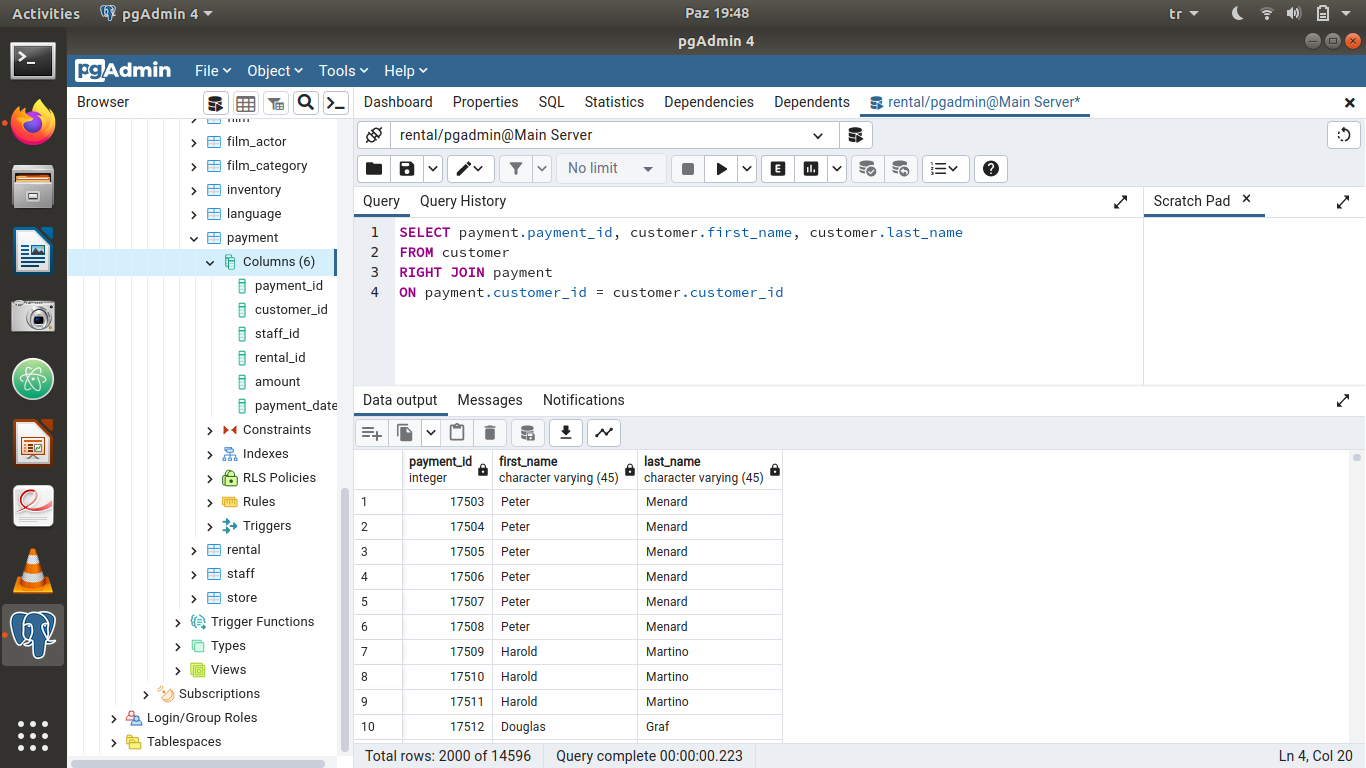 Activities
pgAdmin 4
Paz 19:48
tr
pgAdmin 4
pgAdmin
File
Object
Tools
Help
Browser
film
film_actor
film_category
inventory
language
payment
Columns (6)
payment_id
customer_id
staff_id
rental_id
amount
payment_date
Constraints
Indexes
RLS Policies
Rules
Triggers
rental
staff
store
Trigger Functions
Types
Views
Subscriptions
Login/Group Roles
Tablespaces
Dashboard
Properties
SQL
Statistics
Dependencies
Dependents
rental/pgadmin@Main Server*
rental/pgadmin@Main Server
No limit
E
Query
Query History
Scratch Pad
1 SELECT payment.payment_id, customer.first_name, customer.last_name
2 FROM customer
3 RIGHT JOIN payment
4 ON payment.customer_id = customer.customer_id
Data output
Messages
Notifications
payment_id integer
first_name character varying (45)
last_name character varying (45)
1 17503 Peter Menard
2 17504 Peter Menard
3 17505 Peter Menard
4 17506 Peter Menard
5 17507 Peter Menard
6 17508 Peter Menard
7 17509 Harold Martino
8 17510 Harold Martino
9 17511 Harold Martino
10 17512 Douglas Graf
Total rows: 2000 of 14596
Query complete 00:00:00.223
Ln 4, Col 20